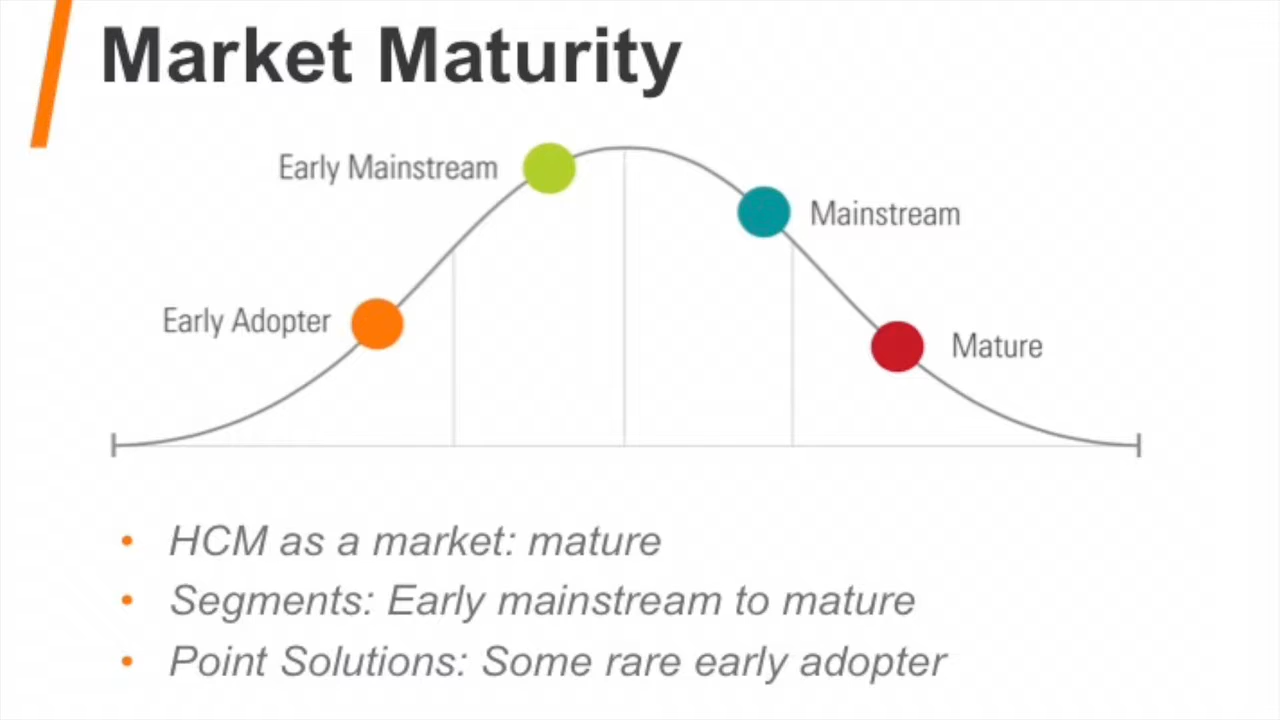 Market Maturity
Early Mainstream
Mainstream
Early Adopter
Mature
• HCM as a market: mature
• Segments: Early mainstream to mature
• Point Solutions: Some rare early adopter